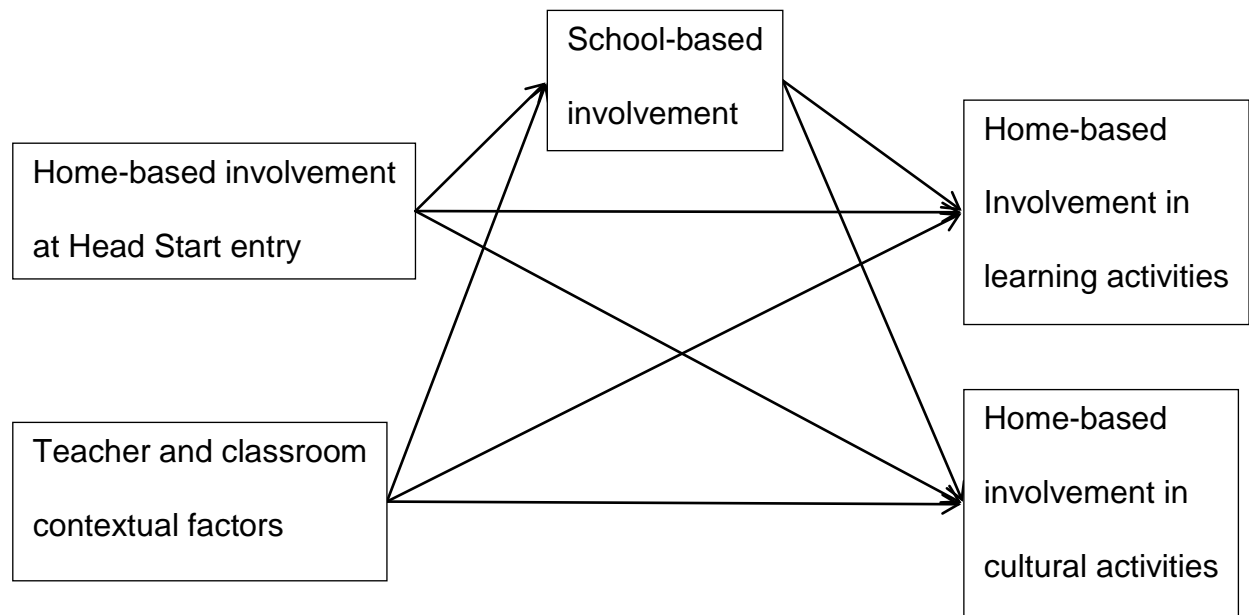 School-based
involvement
Home-based involvement
at Head Start entry
Home-based
Involvement in
learning activities
Teacher and classroom
contextual factors
Home-based
involvement in
cultural activities